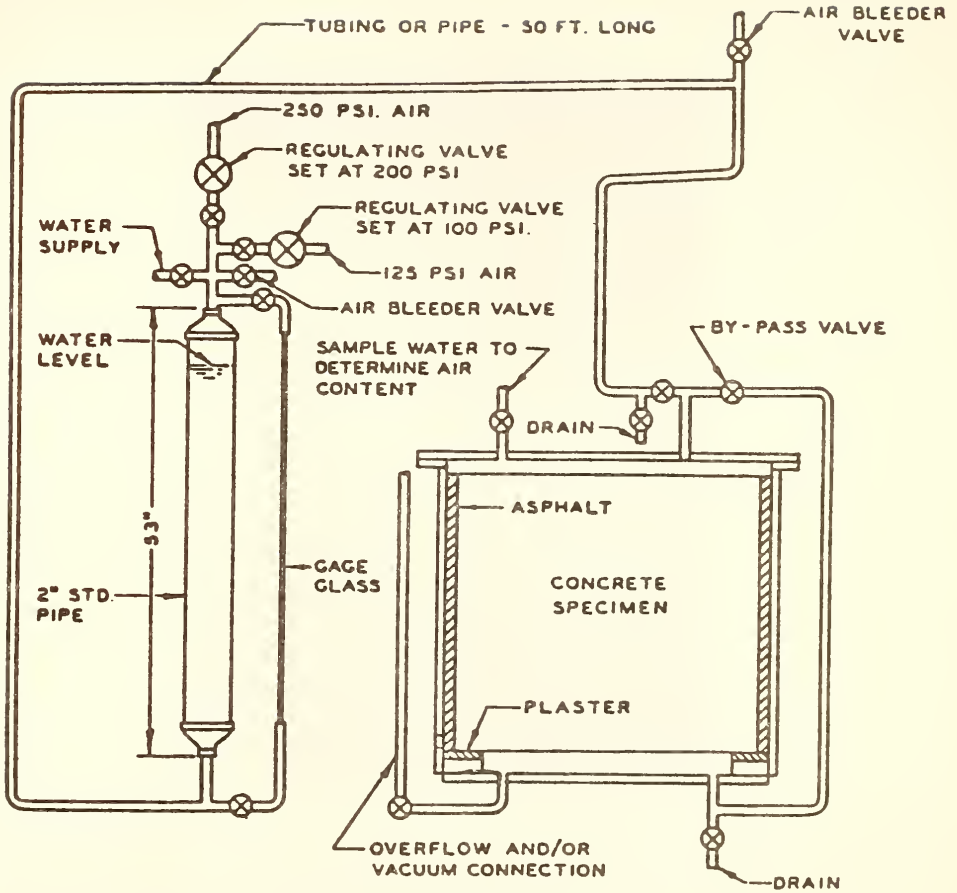 TUBING OR PIPE - 50 FT. LONG
AIR BLEEDER
VALVE
250 PSI. AIR
REGULATING VALVE
SET AT 200 PSI
REGULATING VALVE
SET AT 100 PSI.
WATER
SUPPLY
125 PSI AIR
AIR BLEEDER VALVE
WATER
LEVEL
SAMPLE WATER TO
DETERMINE AIR
CONTENT
BY-PASS VALVE
DRAIN
ASPHALT
53"
GAGE
GLASS
2" STD.
PIPE
CONCRETE
SPECIMEN
PLASTER
OVERFLOW AND/OR
VACUUM CONNECTION
DRAIN